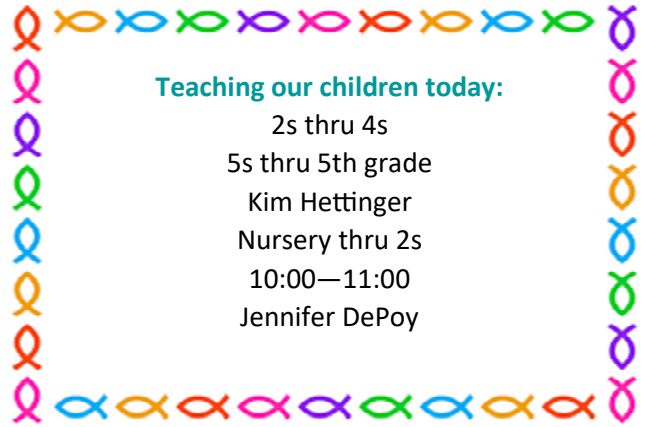 Teaching our children today:
2s thru 4s
5s thru 5th grade
Kim Hettinger
Nursery thru 2s
10:00—11:00
Jennifer DePoy